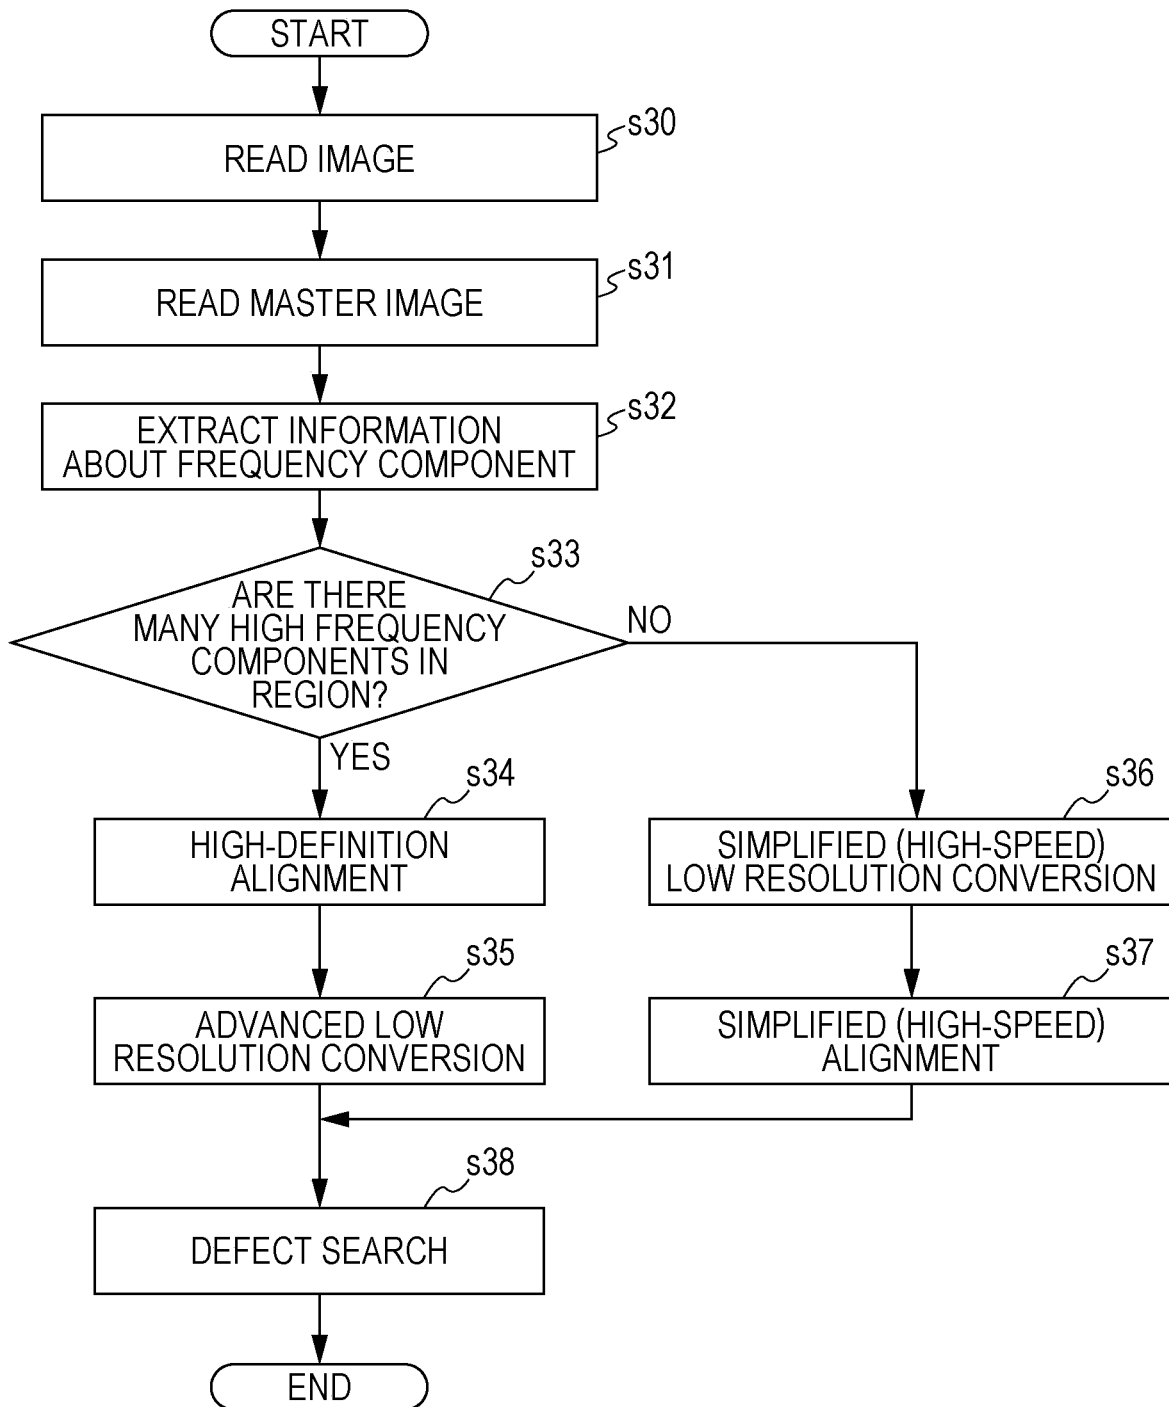 START
s30
READ IMAGE
s31
READ MASTER IMAGE
s32
EXTRACT INFORMATION
ABOUT FREQUENCY COMPONENT
s33
ARE THERE
MANY HIGH FREQUENCY
COMPONENTS IN
REGION?
NO
YES
s34
HIGH-DEFINITION
ALIGNMENT
s36
SIMPLIFIED (HIGH-SPEED)
LOW RESOLUTION CONVERSION
s35
ADVANCED LOW
RESOLUTION CONVERSION
s37
SIMPLIFIED (HIGH-SPEED)
ALIGNMENT
s38
DEFECT SEARCH
END